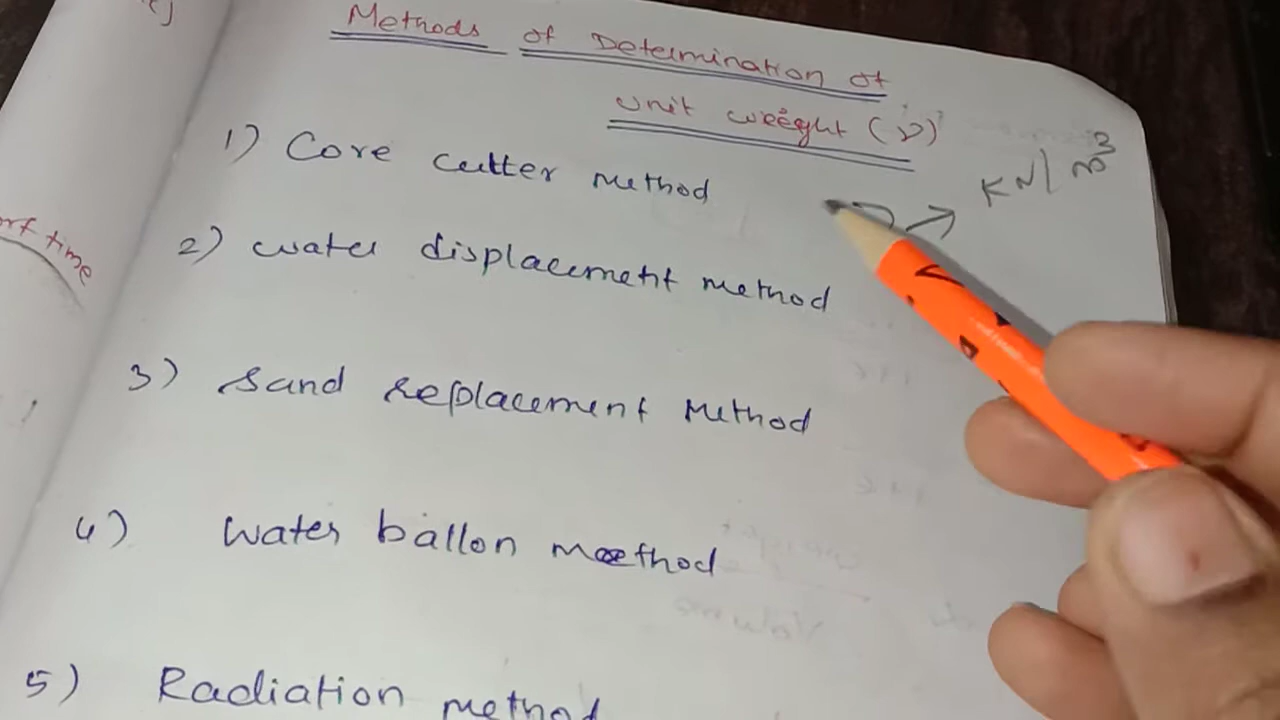 Methods of Determination of
unit weight (γ)
KN/m³
1) Core cutter method
2) water displacement method
3) Sand replacement Method
4) Water ballon method
5) Radiation method
time